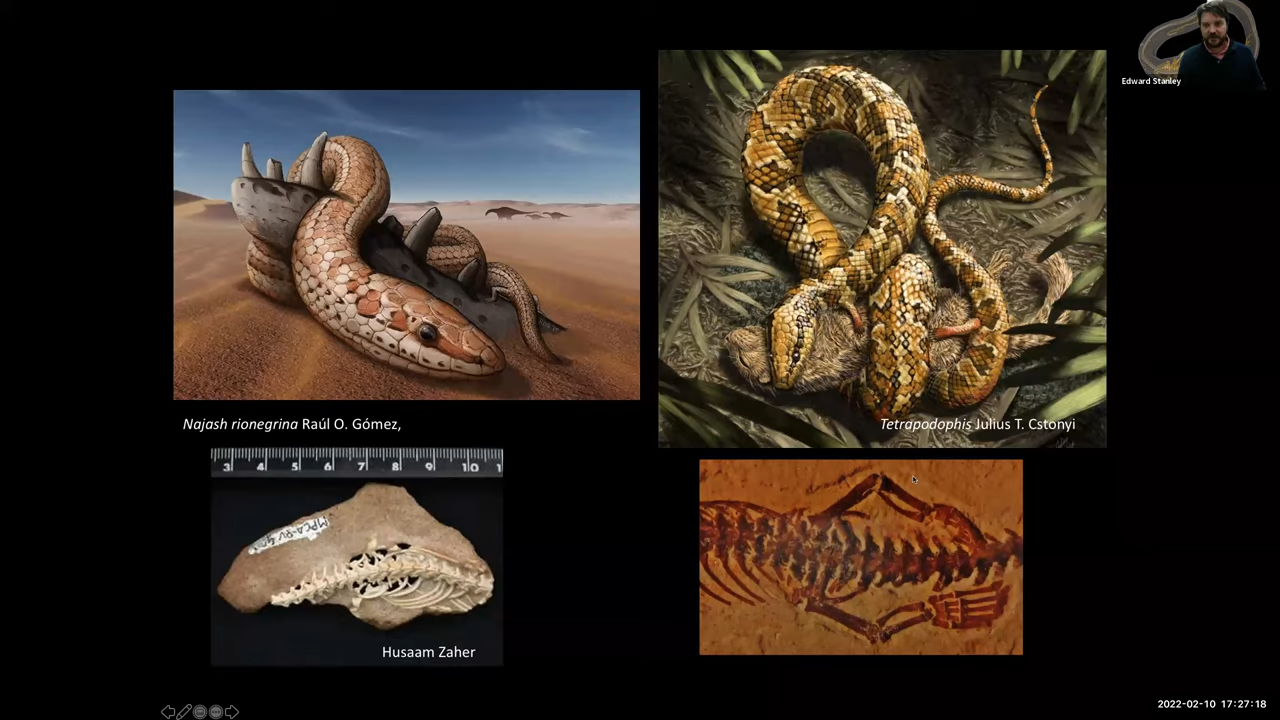 Edward Stanley
Najash rionegrina Raúl O. Gómez,
Tetrapodophis Julius T. Cstonyi
3 4 5 6 7 8 9 10 1
Husaam Zaher
2022-02-10 17:27:18